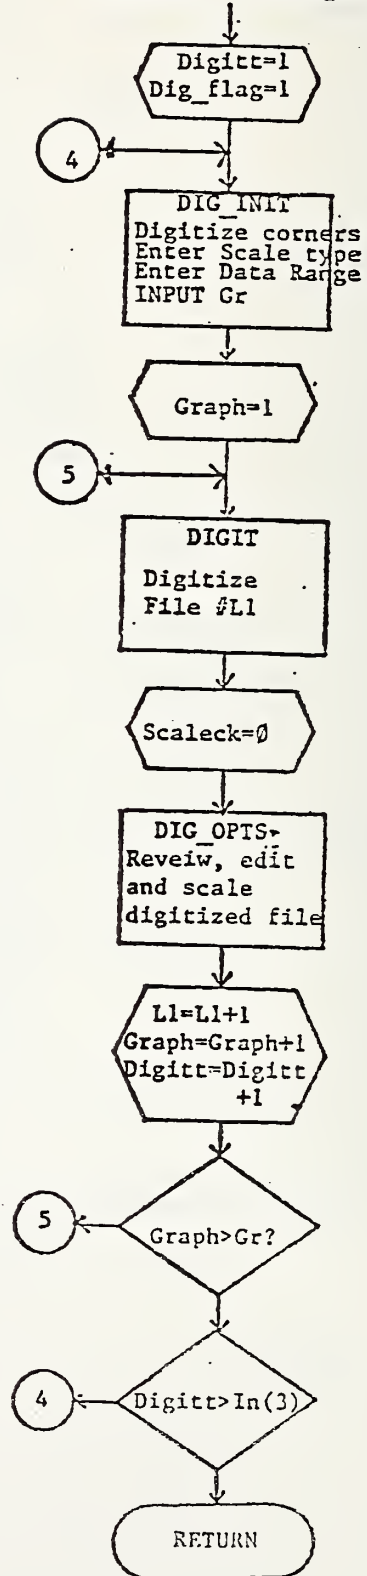 Digitt=1
Dig_flag=1
4
DIG_INIT
Digitize corners
Enter Scale type
Enter Data Range
INPUT Gr
Graph=1
5
DIGIT
Digitize
File #L1
Scaleck=0
DIG_OPTS
Reveiw, edit
and scale
digitized file
L1=L1+1
Graph=Graph+1
Digitt=Digitt
+1
5
Graph>Gr?
4
Digitt>In(3)
RETURN